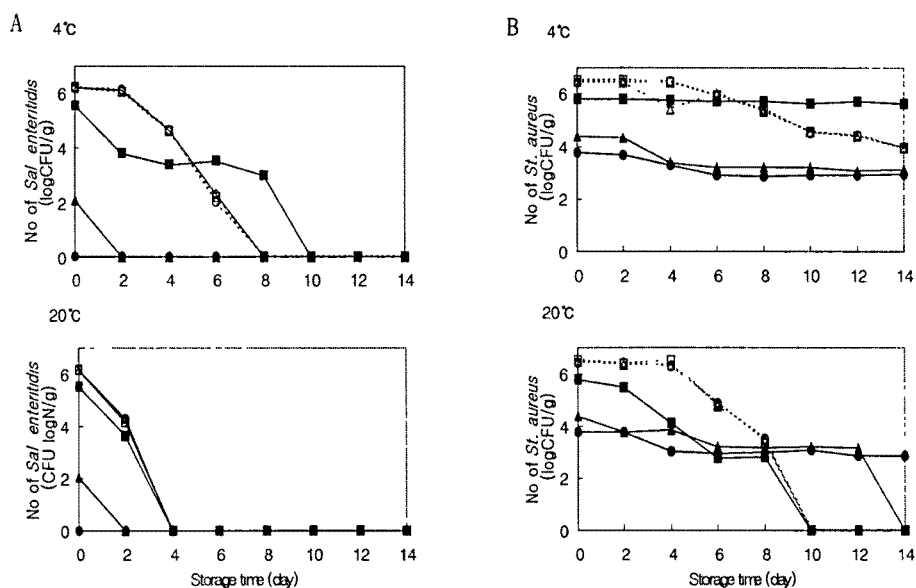 A 4℃
No of Sal enteritidis
(logCFU/g)
6
4
2
0
0 2 4 6 8 10 12 14
20℃
No of Sal enteritidis
(CFU logN/g)
6
4
2
0
0 2 4 6 8 10 12 14
Storage time (day)
B 4℃
No of St. aureus
(logCFU/g)
6
4
2
0
0 2 4 6 8 10 12 14
20℃
No of St. aureus
(logCFU/g)
6
4
2
0
0 2 4 6 8 10 12 14
Storage time (day)